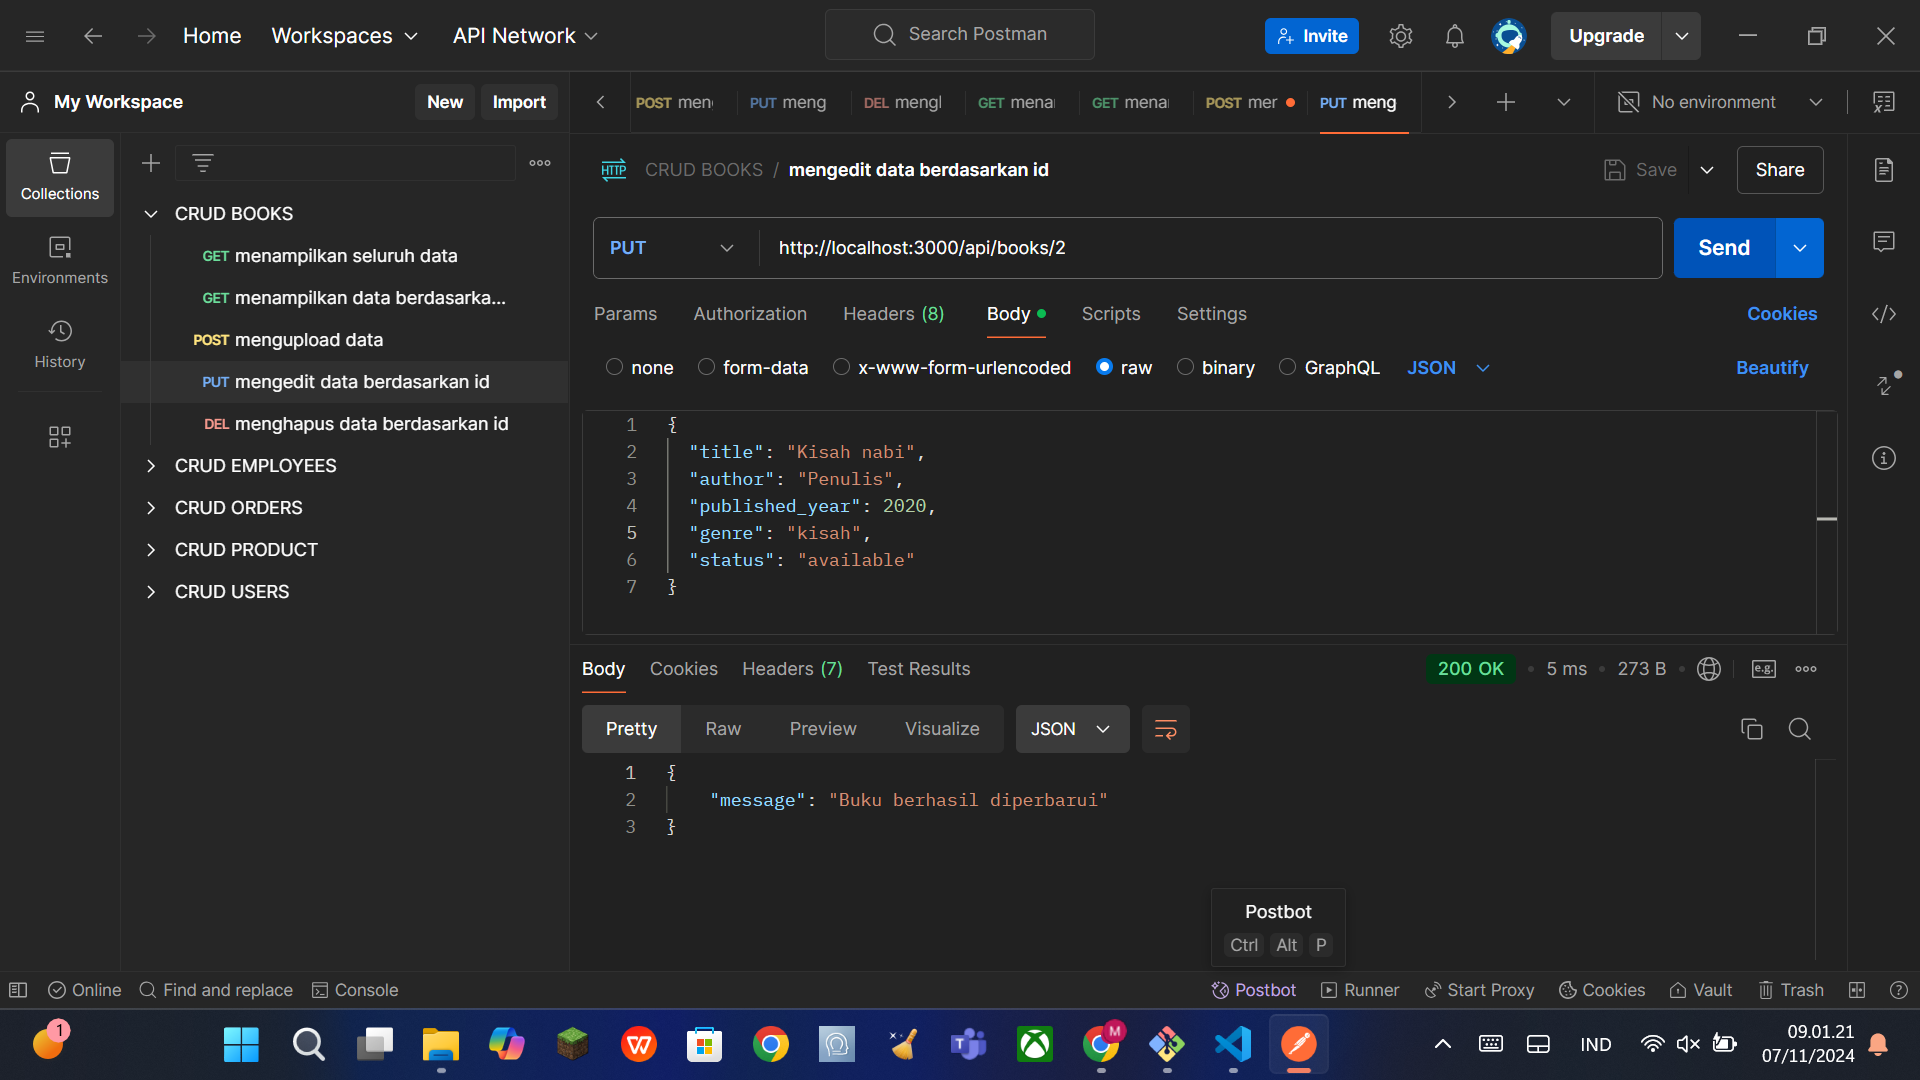 Home Workspaces API Network Search Postman Invite Upgrade
My Workspace New Import POST men PUT meng DEL mengl GET mena GET mena POST mer PUT meng No environment
Collections
Environments
History
CRUD BOOKS
GET menampilkan seluruh data
GET menampilkan data berdasarka...
POST mengupload data
PUT mengedit data berdasarkan id
DEL menghapus data berdasarkan id
CRUD EMPLOYEES
CRUD ORDERS
CRUD PRODUCT
CRUD USERS
HTTP CRUD BOOKS / mengedit data berdasarkan id Save Share
PUT http://localhost:3000/api/books/2 Send
Params Authorization Headers (8) Body Scripts Settings Cookies
none form-data x-www-form-urlencoded raw binary GraphQL JSON Beautify
1 {
2 "title": "Kisah nabi",
3 "author": "Penulis",
4 "published_year": 2020,
5 "genre": "kisah",
6 "status": "available"
7 }
Body Cookies Headers (7) Test Results 200 OK 5 ms 273 B e.g.
Pretty Raw Preview Visualize JSON
1 {
2 "message": "Buku berhasil diperbarui"
3 }
Postbot
Ctrl Alt P
Online Find and replace Console Postbot Runner Start Proxy Cookies Vault Trash
1 M IND 09.01.21
07/11/2024